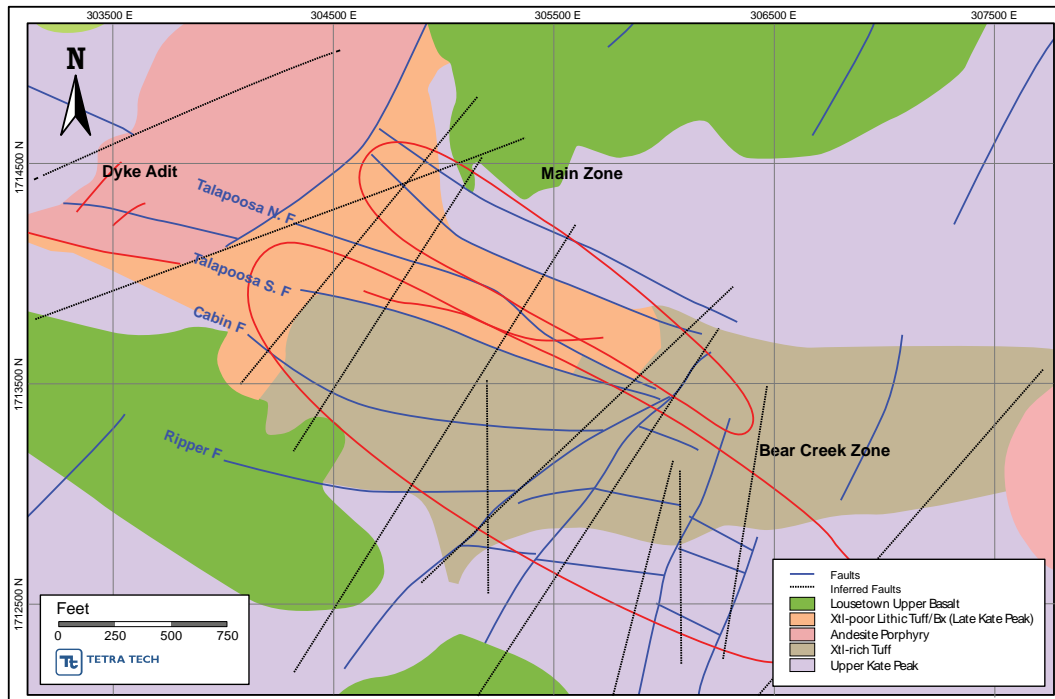 303500 E
304500 E
305500 E
306500 E
307500 E
1714500 N
1713500 N
1712500 N
N
Dyke Adit
Main Zone
Talapoosa N. F
Talapoosa S. F
Cabin F
Ripper F
Bear Creek Zone
Feet
0 250 500 750
Tt TETRA TECH
Faults
Inferred Faults
Lousetown Upper Basalt
Xtl-poor Lithic Tuff/Bx (Late Kate Peak)
Andesite Porphyry
Xtl-rich Tuff
Upper Kate Peak